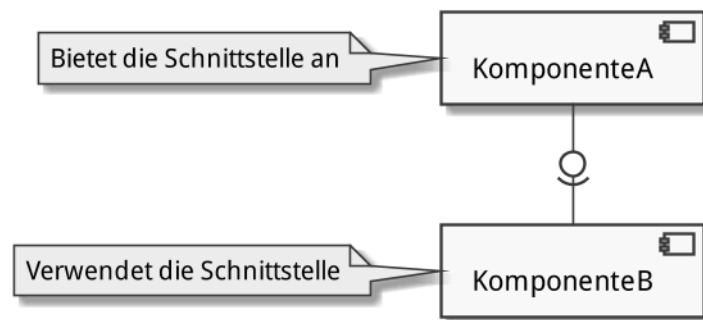 Bietet die Schnittstelle an
KomponenteA
Verwendet die Schnittstelle
KomponenteB